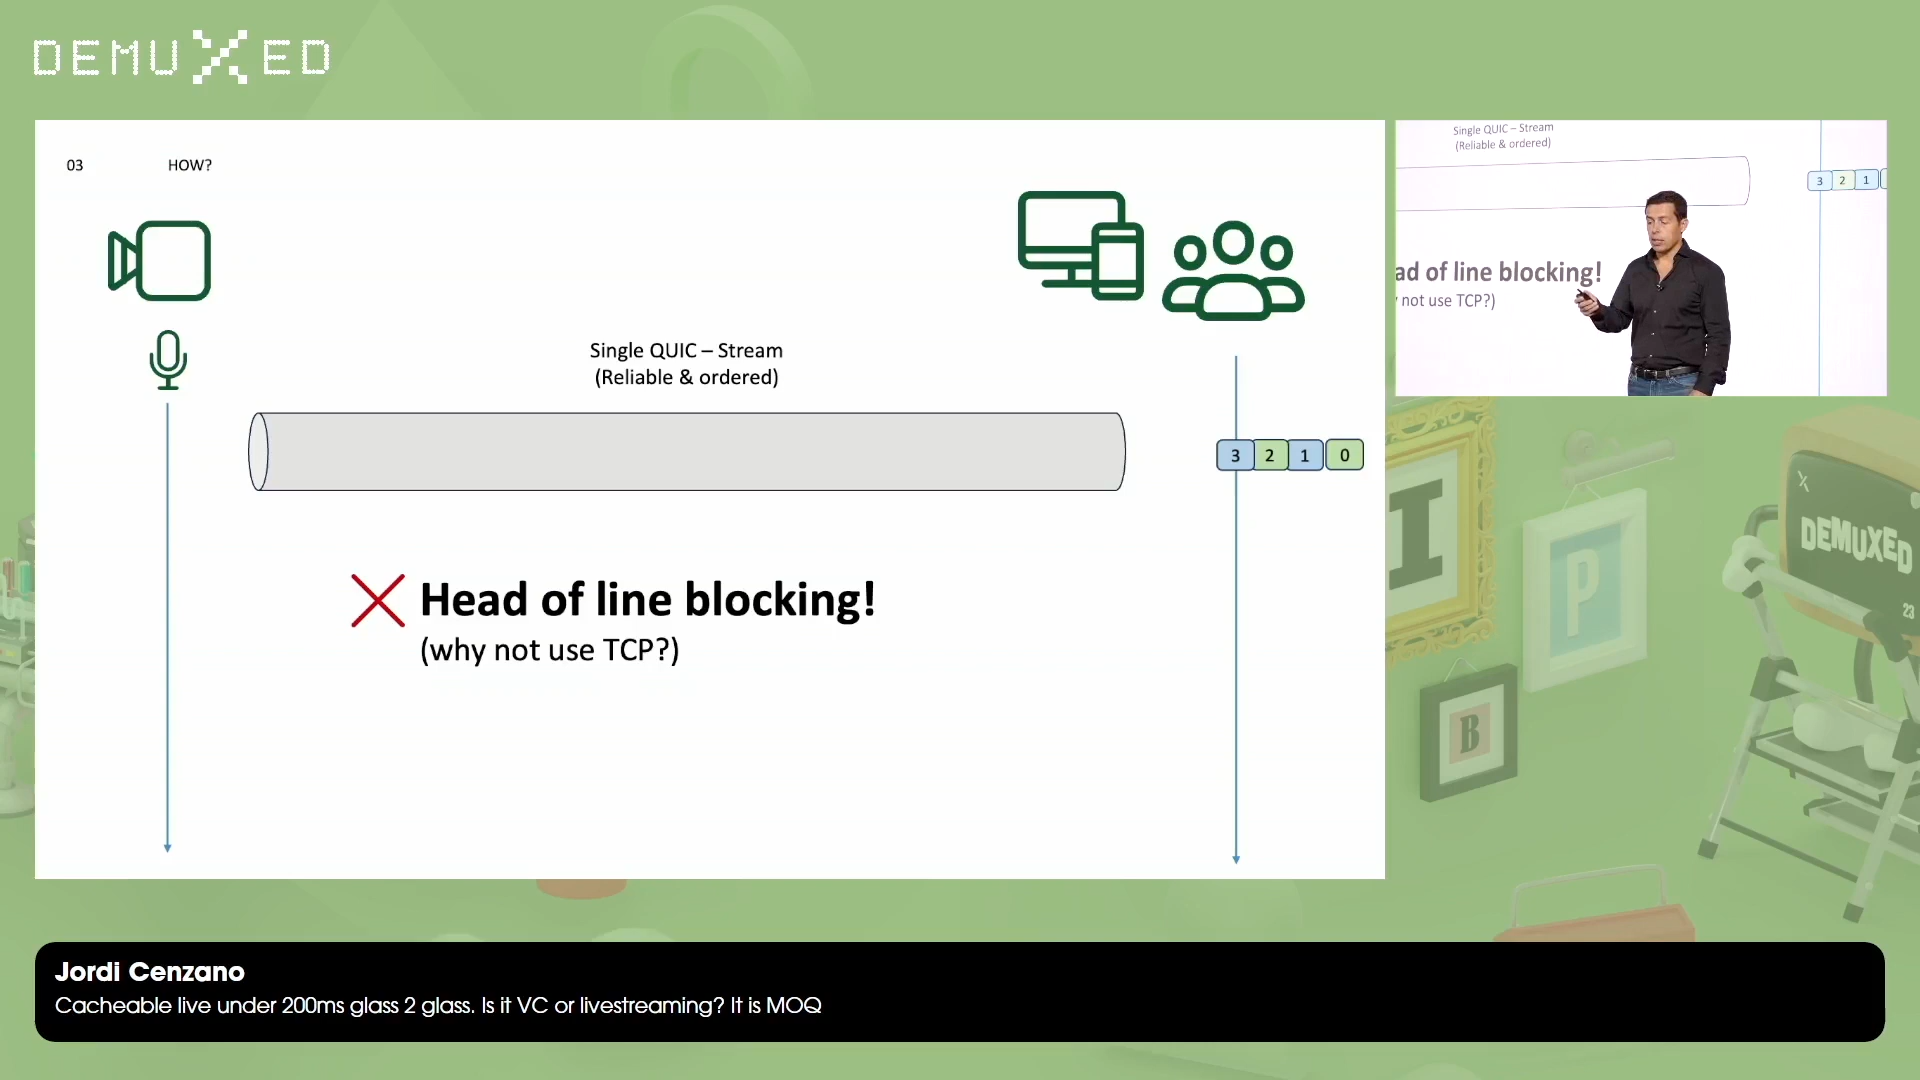 DEMUXED
03 HOW?
Single QUIC – Stream
(Reliable & ordered)
3 2 1 0
Head of line blocking!
(why not use TCP?)
Single QUIC – Stream
(Reliable & ordered)
3 2 1
ad of line blocking!
not use TCP?)
I
P
B
DEMUXED
23
Jordi Cenzano
Cacheable live under 200ms glass 2 glass. Is it VC or livestreaming? It is MOQ